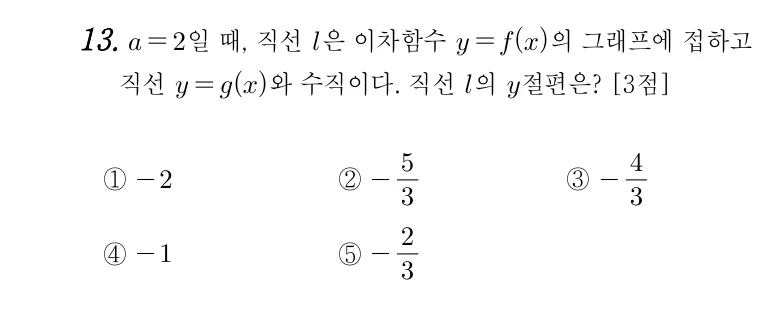 13. a=2일 때, 직선 l은 이차함수 y=f(x)의 그래프에 접하고
직선 y=g(x)와 수직이다. 직선 l의 y절편은? [3점]
① -2 ② -5/3 ③ -4/3
④ -1 ⑤ -2/3